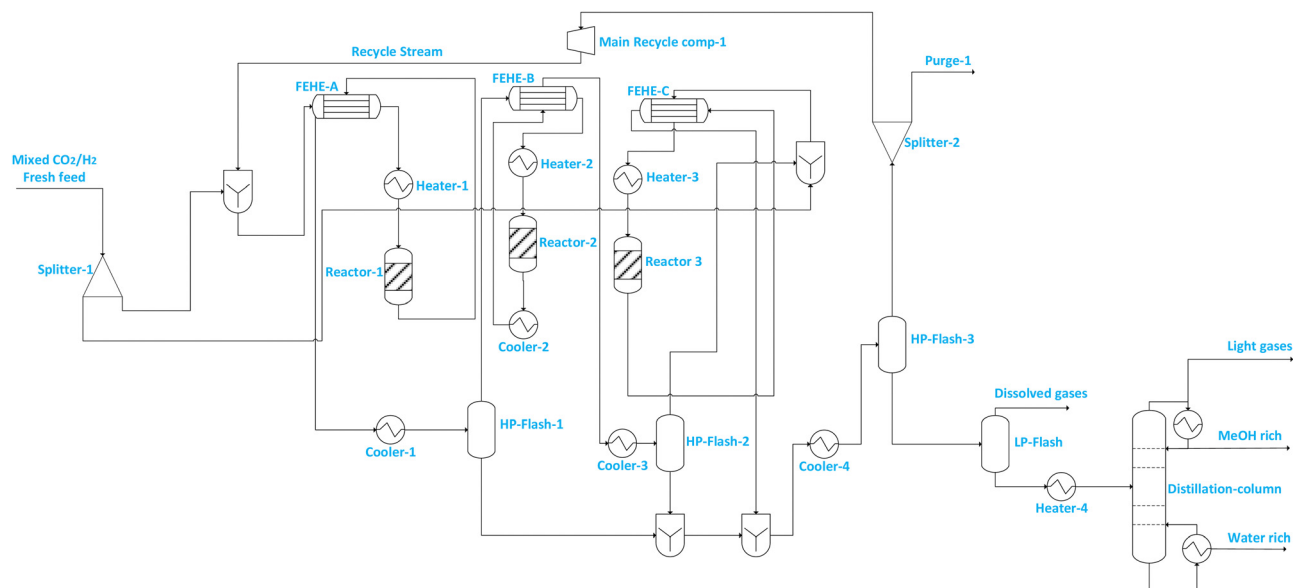 Main Recycle comp-1
Recycle Stream
Purge-1
FEHE-A
FEHE-B
FEHE-C
Mixed CO2/H2
Fresh feed
Splitter-2
Heater-1
Heater-2
Heater-3
Splitter-1
Reactor-1
Reactor-2
Reactor 3
Cooler-2
HP-Flash-3
Light gases
Dissolved gases
HP-Flash-1
Cooler-1
HP-Flash-2
Cooler-3
Cooler-4
LP-Flash
MeOH rich
Heater-4
Distillation-column
Water rich